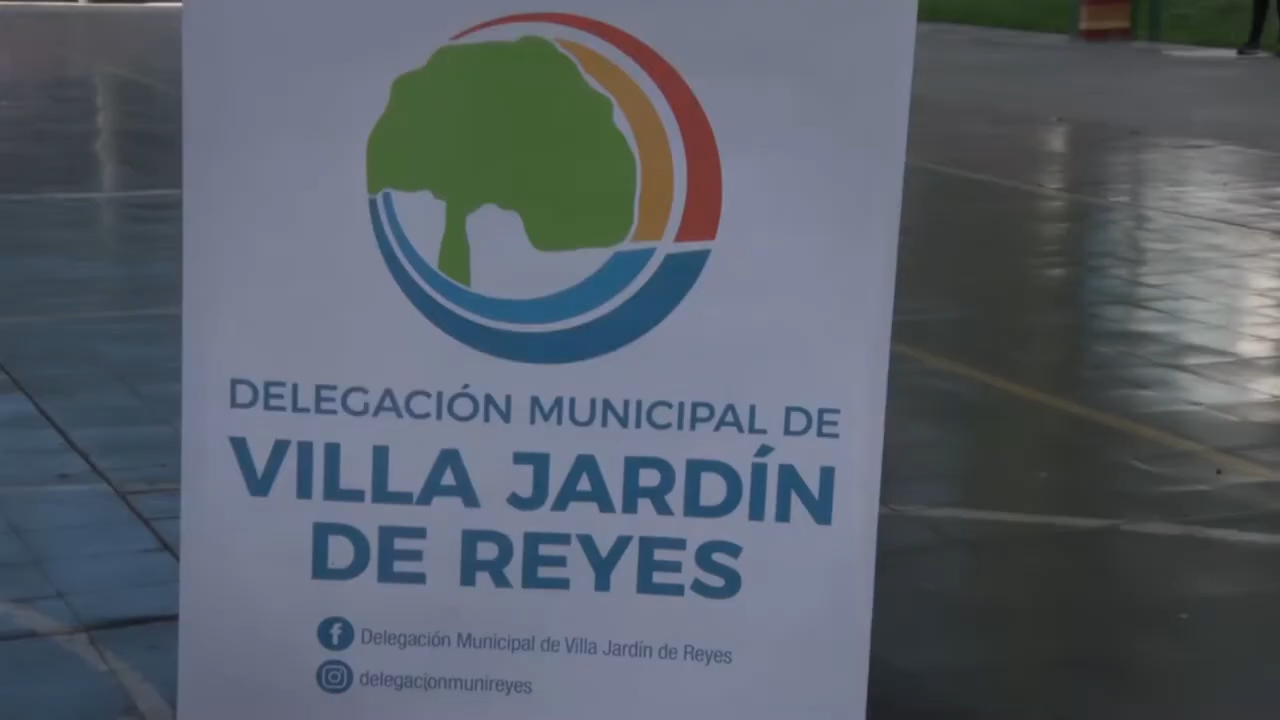 DELEGACIÓN MUNICIPAL DE
VILLA JARDÍN
DE REYES
Delegación Municipal de Villa Jardín de Reyes
delegacionmunireyes